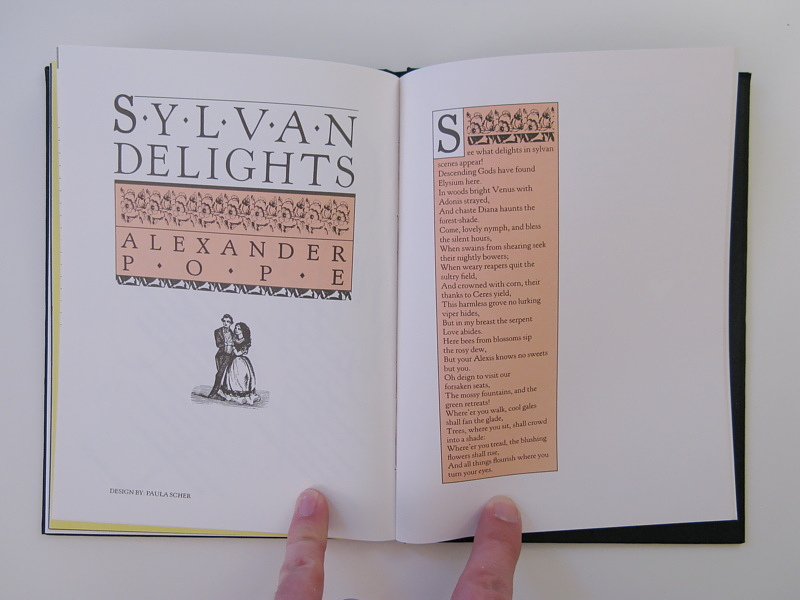 S·Y·L·V·A·N
DELIGHTS
ALEXANDER
P·O·P·E
DESIGN BY PAULA SCHER
See what delights in sylvan
scenes appear!
Descending Gods have found
Elysium here.
In woods bright Venus with
Adonis strayed,
And chaste Diana haunts the
forest-shade.
Come, lovely nymph, and bless
the silent hours,
When swains from shearing seek
their nightly bowers;
When weary reapers quit the
sultry field,
And crowned with corn, their
thanks to Ceres yield,
This harmless grove no lurking
viper hides,
But in my breast the serpent
Love abides.
Here bees from blossoms sip
the rosy dew,
But your Alexis knows no sweets
but you.
Oh deign to visit our
forsaken seats,
The mossy fountains, and the
green retreats!
Where'er you walk, cool gales
shall fan the glade,
Trees, where you sit, shall crowd
into a shade:
Where'er you tread, the blushing
flowers shall rise,
And all things flourish where you
turn your eyes.